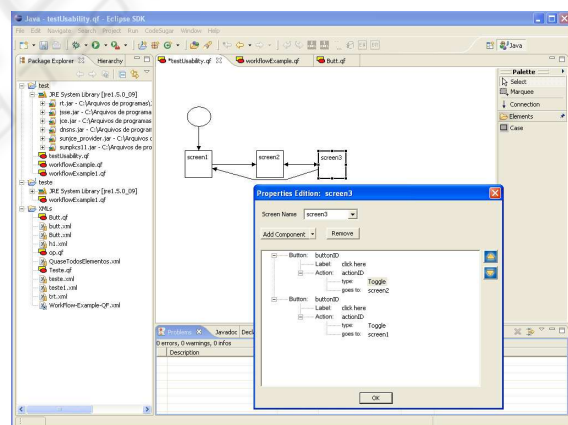 Java - testUsability.qf - Eclipse SDK
File Edit Navigate Search Project Run CodeSugar Window Help
Java
Package Explorer Hierarchy
*testUsability.qf workflowExample.qf Butt.qf
Palette
Select
Marquee
Connection
Elements
Case
test
JRE System Library [jre1.5.0_09]
rt.jar - C:\Arquivos de programas\
jsse.jar - C:\Arquivos de programa
jce.jar - C:\Arquivos de programas
dnsns.jar - C:\Arquivos de program
sunjce_provider.jar - C:\Arquivos
sunpkcs11.jar - C:\Arquivos de pro
testUsability.qf
workflowExample.qf
workflowExample1.qf
teste
JRE System Library [jre1.5.0_09]
workflowExample1.qf
XMLs
Butt.qf
butt.xml
Butt.xml
h1.xml
op.qf
QuaseTodosElementos.xml
Teste.qf
teste.xml
teste1.xml
txt.xml
Workflow-Example-QF.xml
screen1 screen2 screen3
Properties Edition: screen3
Screen Name screen3
Add Component Remove
Button: buttonID
Label: click here
Action: actionID
type: Toggle
goes to: screen2
Button: buttonID
Label: click here
Action: actionID
type: Toggle
goes to: screen1
OK
Problems Javadoc Decla
0 errors, 0 warnings, 0 infos
Description